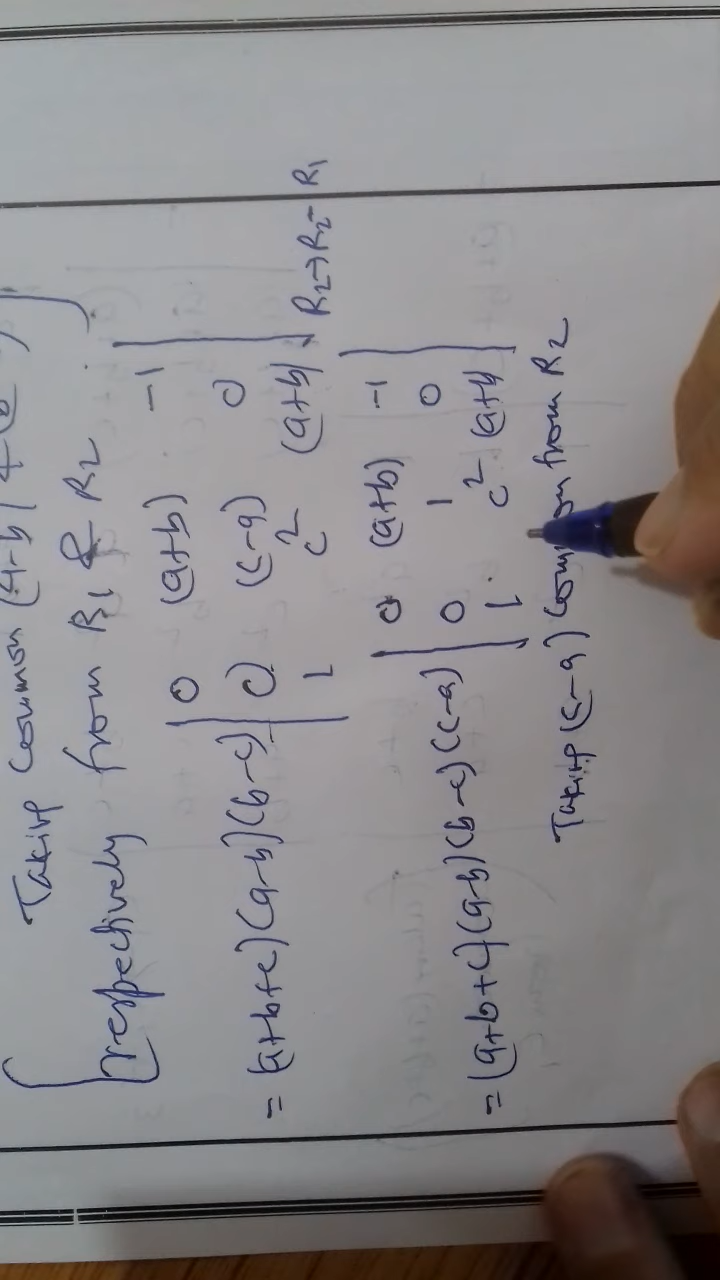 Taking common (a-b) &
respectively from R1 & R2
| 0 (a+b) -1 |
= (a+b+c) (a-b) (b-c) | 0 (c-a) 0 |
| 1 c² (a+b) | R2→R2-R1
| 0 (a+b) -1 |
= (a+b+c) (a-b) (b-c) (c-a) | 0 1 0 |
| 1 c² (a+b) |
Taking (c-a) common from R2